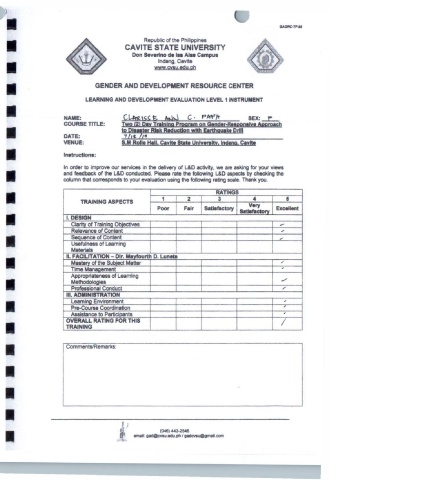 Republic of the Philippines
CAVITE STATE UNIVERSITY
Don Severino de las Alas Campus
Indang, Cavite
www.cvsu.edu.ph
GENDER AND DEVELOPMENT RESOURCE CENTER
LEARNING AND DEVELOPMENT EVALUATION LEVEL 1 INSTRUMENT
NAME: CLARISSE ANN C. SEX: F
COURSE TITLE: Two (2) Day Training Program on Gender-Responsive Approach
to Disaster Risk Reduction with Earthquake Drill
DATE:
VENUE: S.M Rolle Hall, Cavite State University, Indang, Cavite
Instructions:
In order to improve our services in the delivery of L&D activity, we are asking for your views
and feedback of the L&D conducted. Please rate the following L&D aspects by checking the
column that corresponds to your evaluation using the following rating scale. Thank you.
TRAINING ASPECTS
RATINGS
1 2 3 4 5
Poor Fair Satisfactory Very Satisfactory Excellent
I. DESIGN
Clarity of Training Objectives
Relevance of Content
Sequence of Content
Usefulness of Learning
Materials
II. FACILITATION – Dir. Mayfourth D. Luneta
Mastery of the Subject Matter
Time Management
Appropriateness of Learning
Methodologies
Professional Conduct
III. ADMINISTRATION
Learning Environment
Pre-Course Coordination
Assistance to Participants
OVERALL RATING FOR THIS
TRAINING
Comments/Remarks:
(046) 443-2646
email: gad@cvsu.edu.ph / gadcvsu@gmail.com